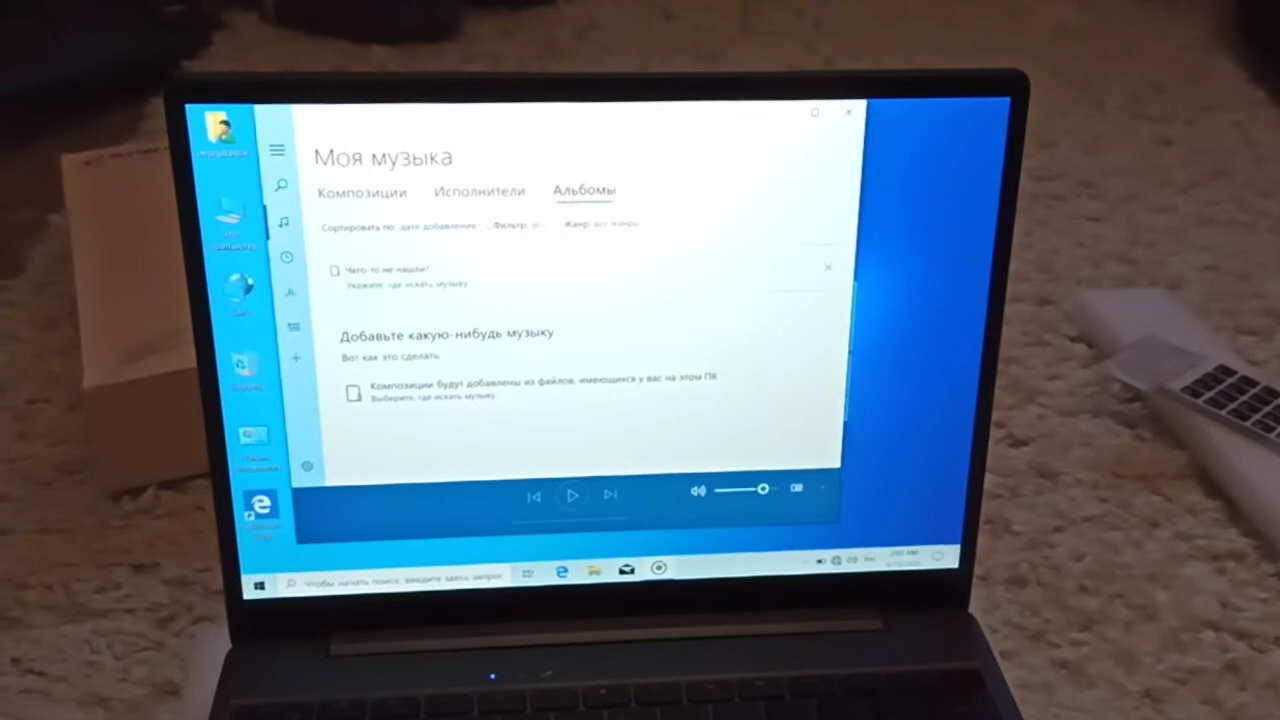 Моя музыка
Композиции Исполнители Альбомы
Сортировать по: дате добавления Фильтр: все Жанр: все жанры
Чего-то не нашли?
Укажите, где искать музыку
Добавьте какую-нибудь музыку
Вот как это сделать.
Композиции будут добавлены из файлов, имеющихся у вас на этом ПК
Выберите, где искать музыку
Чтобы начать поиск, введите здесь запрос